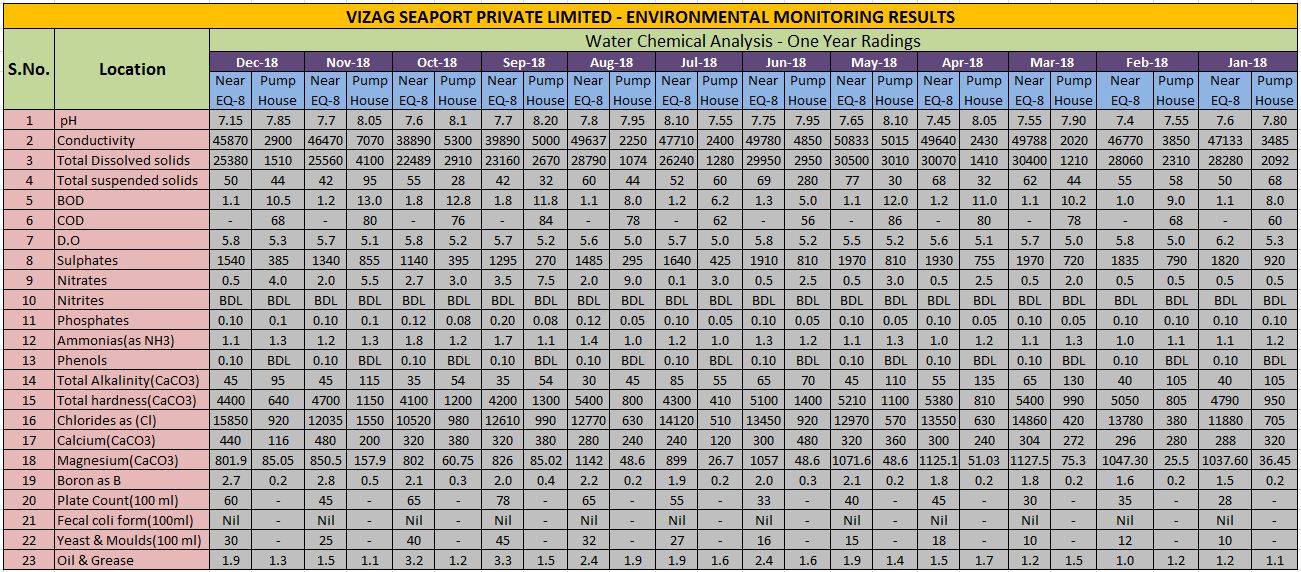 VIZAG SEAPORT PRIVATE LIMITED - ENVIRONMENTAL MONITORING RESULTS
S.No. Location Water Chemical Analysis - One Year Radings
Dec-18 Nov-18 Oct-18 Sep-18 Aug-18 Jul-18 Jun-18 May-18 Apr-18 Mar-18 Feb-18 Jan-18
Near Pump Near Pump Near Pump Near Pump Near Pump Near Pump Near Pump Near Pump Near Pump Near Pump Near Pump Near Pump
EQ-8 House EQ-8 House EQ-8 House EQ-8 House EQ-8 House EQ-8 House EQ-8 House EQ-8 House EQ-8 House EQ-8 House EQ-8 House EQ-8 House
1 pH 7.15 7.85 7.7 8.05 7.6 8.1 7.7 8.20 7.8 7.95 8.10 7.55 7.75 7.95 7.65 8.10 7.45 8.05 7.55 7.90 7.4 7.55 7.6 7.80
2 Conductivity 45870 2900 46470 7070 38890 5300 39890 5000 49637 2250 47710 2400 49780 4850 50833 5015 49640 2430 49788 2020 46770 3850 47133 3485
3 Total Dissolved solids 25380 1510 25560 4100 22489 2910 23160 2670 28790 1074 26240 1280 29950 2950 30500 3010 30070 1410 30400 1210 28060 2310 28280 2092
4 Total suspended solids 50 44 42 95 55 28 42 32 60 44 52 60 69 280 77 30 68 32 62 44 55 58 50 68
5 BOD 1.1 10.5 1.2 13.0 1.8 12.8 1.8 11.8 1.1 8.0 1.2 6.2 1.3 5.0 1.1 12.0 1.2 11.0 1.1 10.2 1.0 9.0 1.1 8.0
6 COD - 68 - 80 - 76 - 84 - 78 - 62 - 56 - 86 - 80 - 78 - 68 - 60
7 D.O 5.8 5.3 5.7 5.1 5.8 5.2 5.7 5.2 5.6 5.0 5.7 5.0 5.8 5.2 5.5 5.2 5.6 5.1 5.7 5.0 5.8 5.0 6.2 5.3
8 Sulphates 1540 385 1340 855 1140 395 1295 270 1485 295 1640 425 1910 810 1970 810 1930 755 1970 720 1835 790 1820 920
9 Nitrates 0.5 4.0 2.0 5.5 2.7 3.0 3.5 7.5 2.0 9.0 0.1 3.0 0.5 2.5 0.5 3.0 0.5 2.5 0.5 2.0 0.5 0.5 0.5 0.5
10 Nitrites BDL BDL BDL BDL BDL BDL BDL BDL BDL BDL BDL BDL BDL BDL BDL BDL BDL BDL BDL BDL BDL BDL BDL BDL
11 Phosphates 0.10 0.1 0.10 0.1 0.12 0.08 0.20 0.08 0.12 0.05 0.10 0.05 0.10 0.05 0.10 0.05 0.10 0.05 0.10 0.05 0.10 0.10 0.10 0.10
12 Ammonias(as NH3) 1.1 1.3 1.2 1.3 1.8 1.2 1.7 1.1 1.4 1.0 1.2 1.0 1.3 1.2 1.1 1.3 1.2 1.0 1.1 1.3 1.0 1.1 1.1 1.2
13 Phenols 0.10 BDL 0.10 BDL 0.10 BDL 0.10 BDL 0.10 BDL 0.10 BDL 0.10 BDL 0.10 BDL 0.10 BDL 0.10 BDL 0.10 BDL 0.10 BDL
14 Total Alkalinity(CaCO3) 45 95 45 115 35 54 35 54 30 45 85 55 65 70 45 110 55 135 65 130 40 105 40 105
15 Total hardness(CaCO3) 4400 640 4700 1150 4100 1200 4200 1300 5400 800 4300 410 5100 1400 5210 1100 5380 810 5400 990 5050 805 4790 950
16 Chlorides as (Cl) 15850 920 12035 1550 10520 980 12610 990 12770 630 14120 510 13450 920 12970 570 13550 630 14860 420 13780 380 11880 705
17 Calcium(CaCO3) 440 116 480 200 320 380 320 380 280 240 240 120 300 480 320 360 300 240 304 272 296 280 288 320
18 Magnesium(CaCO3) 801.9 85.05 850.5 157.9 802 60.75 826 85.02 1142 48.6 899 26.7 1057 48.6 1071.6 48.6 1125.1 51.03 1127.5 75.3 1047.30 25.5 1037.60 36.45
19 Boron as B 2.7 0.2 2.8 0.5 2.1 0.3 2.0 0.4 2.2 0.2 1.9 0.2 2.0 0.3 2.1 0.2 1.8 0.2 1.8 0.2 1.6 0.2 1.5 0.2
20 Plate Count(100 ml) 60 - 45 - 65 - 78 - 65 - 55 - 33 - 40 - 45 - 30 - 35 - 28 -
21 Fecal coli form(100ml) Nil - Nil - Nil - Nil - Nil - Nil - Nil - Nil - Nil - Nil - Nil - Nil -
22 Yeast & Moulds(100 ml) 30 - 25 - 40 - 45 - 32 - 27 - 16 - 15 - 18 - 10 - 12 - 10 -
23 Oil & Grease 1.9 1.3 1.5 1.1 3.2 1.2 3.3 1.5 2.4 1.9 1.9 1.6 2.4 1.6 1.9 1.4 1.5 1.7 1.2 1.5 1.0 1.2 1.2 1.1